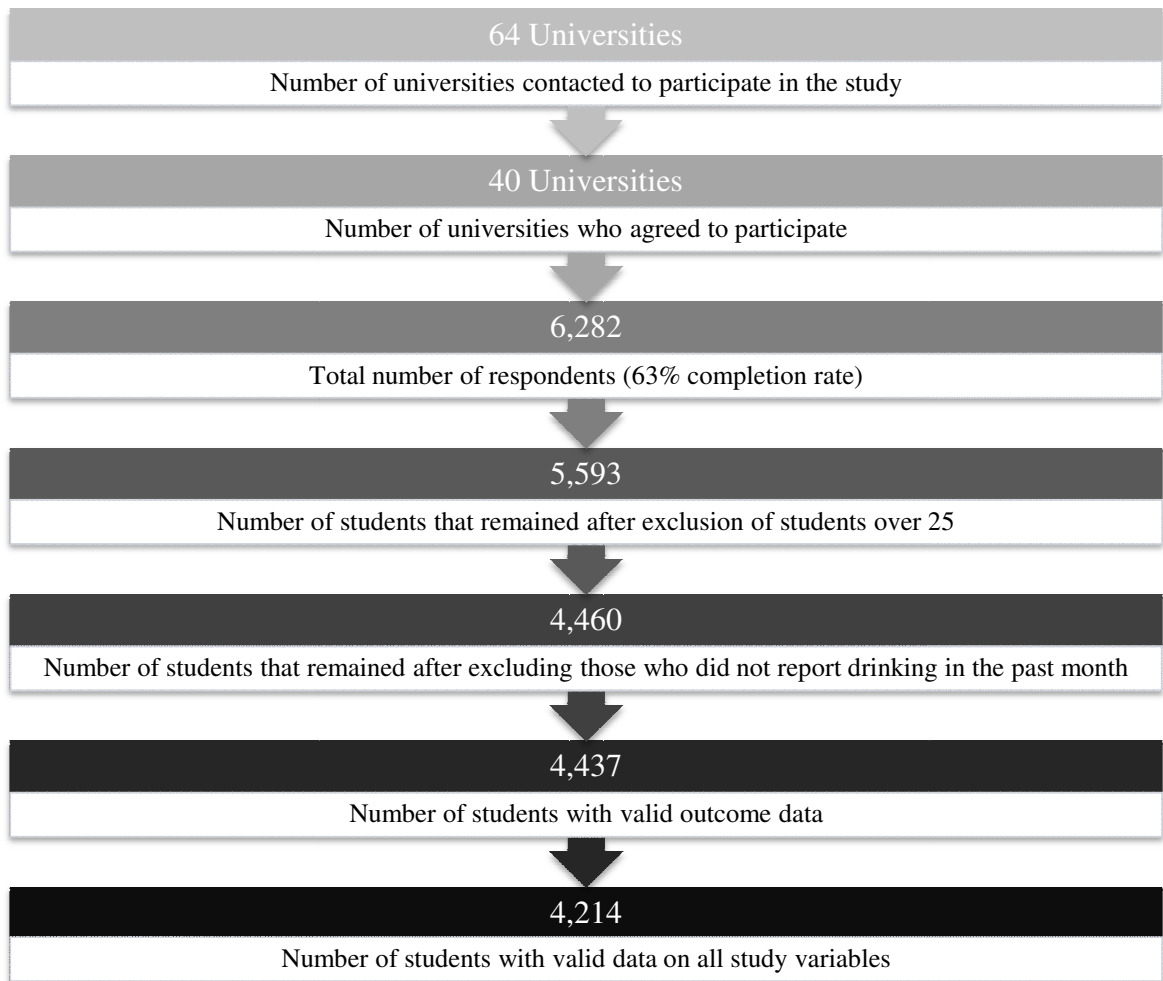 64 Universities
Number of universities contacted to participate in the study
40 Universities
Number of universities who agreed to participate
6,282
Total number of respondents (63% completion rate)
5,593
Number of students that remained after exclusion of students over 25
4,460
Number of students that remained after excluding those who did not report drinking in the past month
4,437
Number of students with valid outcome data
4,214
Number of students with valid data on all study variables